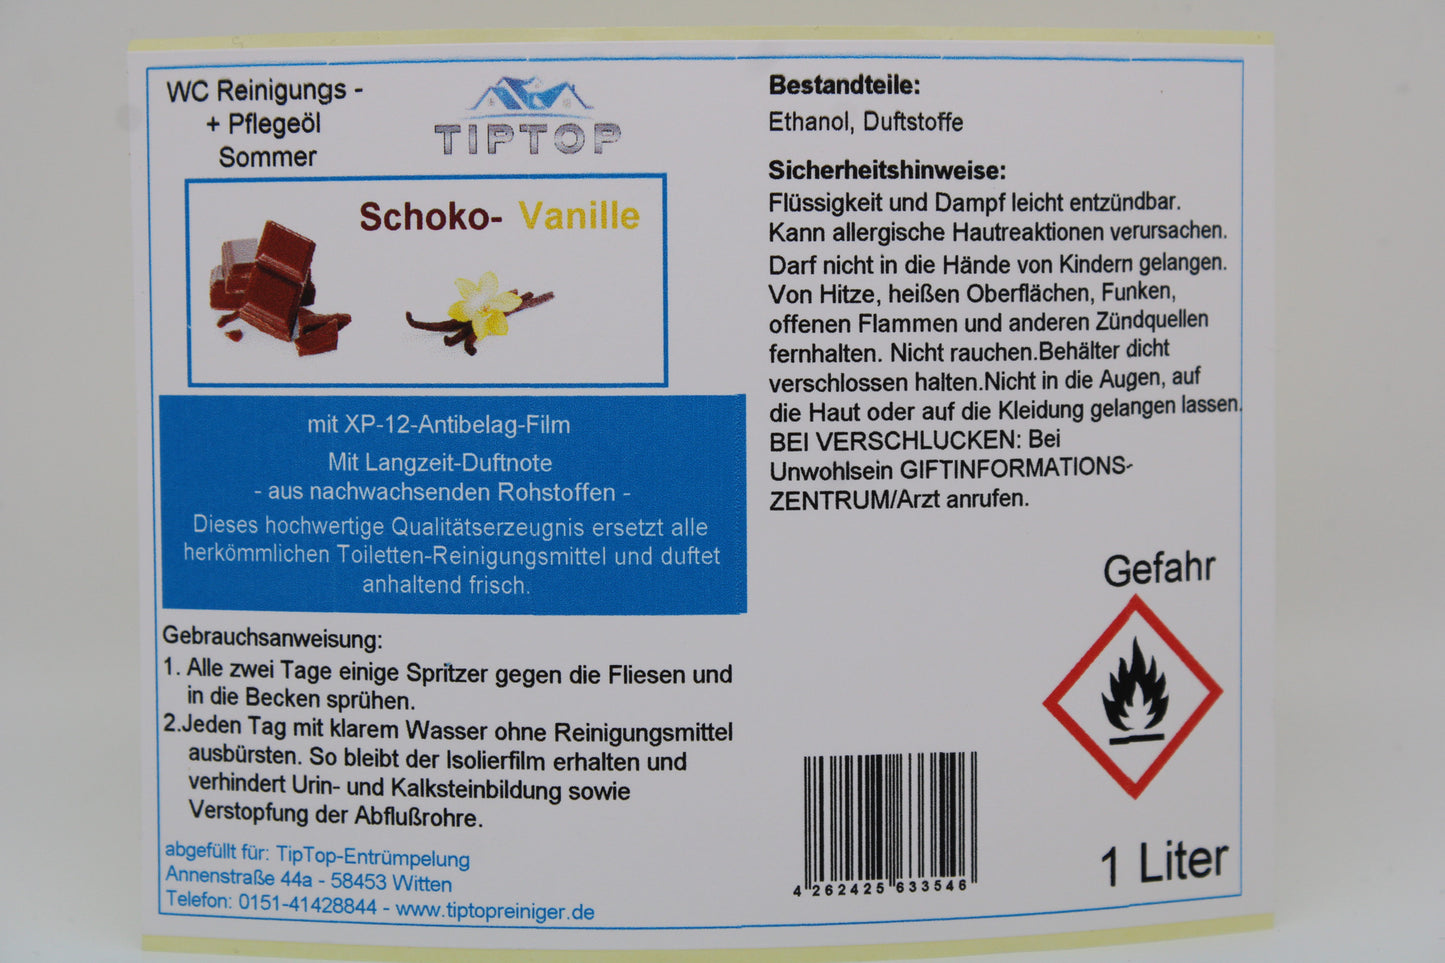 WC Reinigungs -
+ Pflegeöl
Sommer
TIPTOP
Schoko- Vanille
mit XP-12-Antibelag-Film
Mit Langzeit-Duftnote
- aus nachwachsenden Rohstoffen -
Dieses hochwertige Qualitätserzeugnis ersetzt alle
herkömmlichen Toiletten-Reinigungsmittel und duftet
anhaltend frisch.
Gebrauchsanweisung:
1. Alle zwei Tage einige Spritzer gegen die Fliesen und
in die Becken sprühen.
2.Jeden Tag mit klarem Wasser ohne Reinigungsmittel
ausbürsten. So bleibt der Isolierfilm erhalten und
verhindert Urin- und Kalksteinbildung sowie
Verstopfung der Abflußrohre.
abgefüllt für: TipTop-Entrümpelung
Annenstraße 44a - 58453 Witten
Telefon: 0151-41428844 - www.tiptopreiniger.de
Bestandteile:
Ethanol, Duftstoffe
Sicherheitshinweise:
Flüssigkeit und Dampf leicht entzündbar.
Kann allergische Hautreaktionen verursachen.
Darf nicht in die Hände von Kindern gelangen.
Von Hitze, heißen Oberflächen, Funken,
offenen Flammen und anderen Zündquellen
fernhalten. Nicht rauchen.Behälter dicht
verschlossen halten.Nicht in die Augen, auf
die Haut oder auf die Kleidung gelangen lassen.
BEI VERSCHLUCKEN: Bei
Unwohlsein GIFTINFORMATIONS-
ZENTRUM/Arzt anrufen.
Gefahr
4 262425 633546
1 Liter